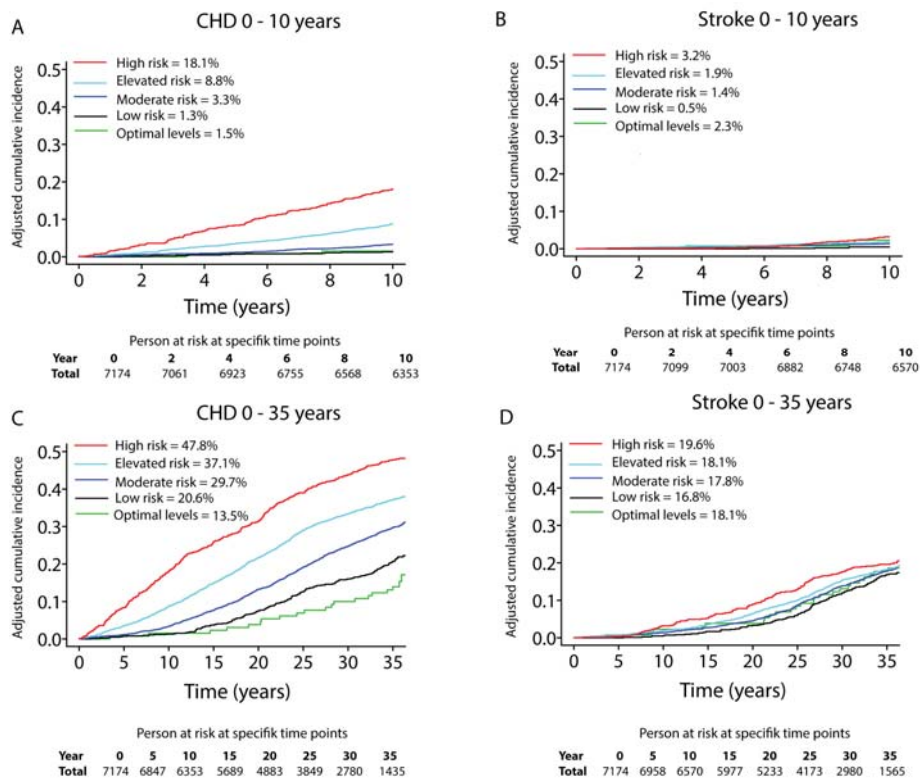 A
CHD 0 - 10 years
High risk = 18.1%
Elevated risk = 8.8%
Moderate risk = 3.3%
Low risk = 1.3%
Optimal levels = 1.5%
Adjusted cumulative incidence
0.5
0.4
0.3
0.2
0.1
0.0
0 2 4 6 8 10
Time (years)
Person at risk at specifik time points
Year 0 2 4 6 8 10
Total 7174 7061 6923 6755 6568 6353
B
Stroke 0 - 10 years
High risk = 3.2%
Elevated risk = 1.9%
Moderate risk = 1.4%
Low risk = 0.5%
Optimal levels = 2.3%
Adjusted cumulative incidence
0.5
0.4
0.3
0.2
0.1
0.0
0 2 4 6 8 10
Time (years)
Person at risk at specifik time points
Year 0 2 4 6 8 10
Total 7174 7099 7003 6882 6748 6570
C
CHD 0 - 35 years
High risk = 47.8%
Elevated risk = 37.1%
Moderate risk = 29.7%
Low risk = 20.6%
Optimal levels = 13.5%
Adjusted cumulative incidence
0.5
0.4
0.3
0.2
0.1
0.0
0 5 10 15 20 25 30 35
Time (years)
Person at risk at specifik time points
Year 0 5 10 15 20 25 30 35
Total 7174 6847 6353 5689 4883 3849 2780 1435
D
Stroke 0 - 35 years
High risk = 19.6%
Elevated risk = 18.1%
Moderate risk = 17.8%
Low risk = 16.8%
Optimal levels = 18.1%
Adjusted cumulative incidence
0.5
0.4
0.3
0.2
0.1
0.0
0 5 10 15 20 25 30 35
Time (years)
Person at risk at specifik time points
Year 0 5 10 15 20 25 30 35
Total 7174 6958 6570 5977 5233 4173 2980 1565